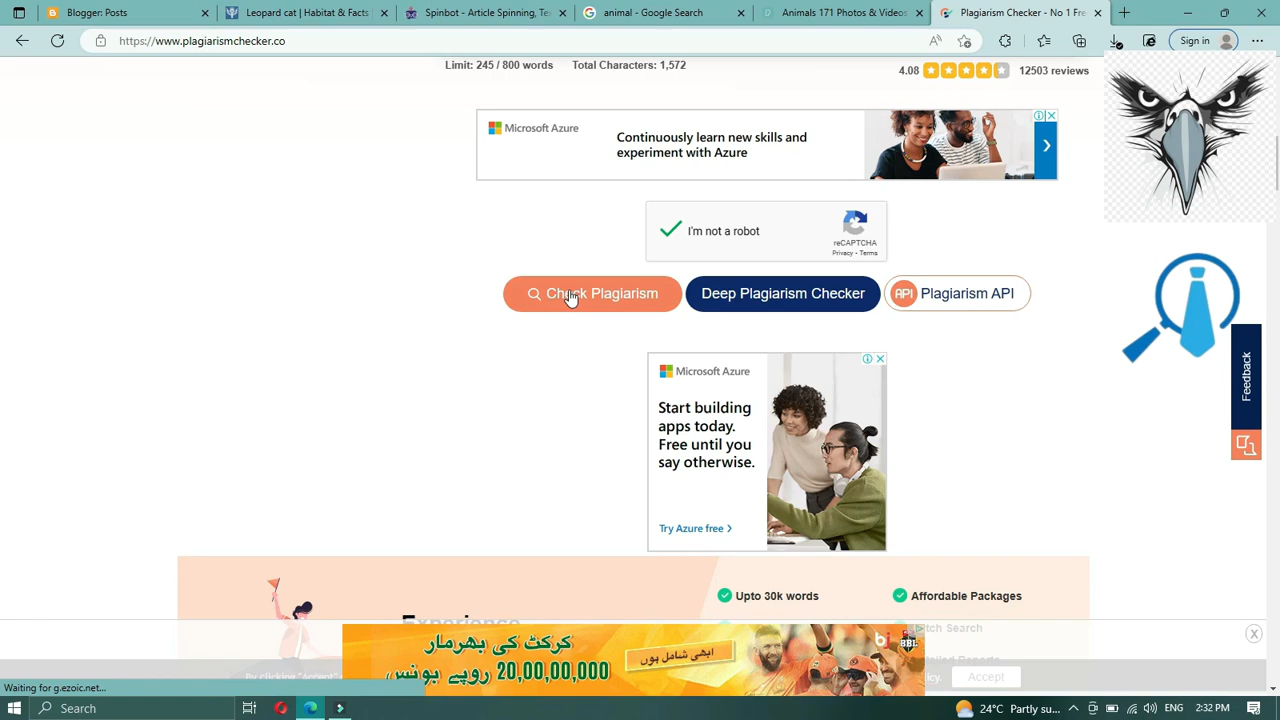 Blogger: Posts
Leopard cat | Habitat & Facts
Spinbot - Article Spinning, Te
animal - Google Search
Animals 171 Photos & Videos
Plagiarism Checker - No 1 Fre
https://www.plagiarismchecker.co
Sign in
Limit: 245 / 800 words
Total Characters: 1,572
4.08
12503 reviews
Microsoft Azure
Continuously learn new skills and
experiment with Azure
I'm not a robot
reCAPTCHA
Privacy - Terms
Check Plagiarism
Deep Plagiarism Checker
API
Plagiarism API
Microsoft Azure
Start building
apps today.
Free until you
say otherwise.
Try Azure free
Feedback
Upto 30k words
Affordable Packages
Experience
کرکٹ کی بھرمار
20,00,00,000 روپے بونس
ابھی شامل ہوں
BBL
By clicking "Accept"
Accept
Waiting for g.ezoic.net...
Search
24°C Partly su...
ENG
2:32 PM